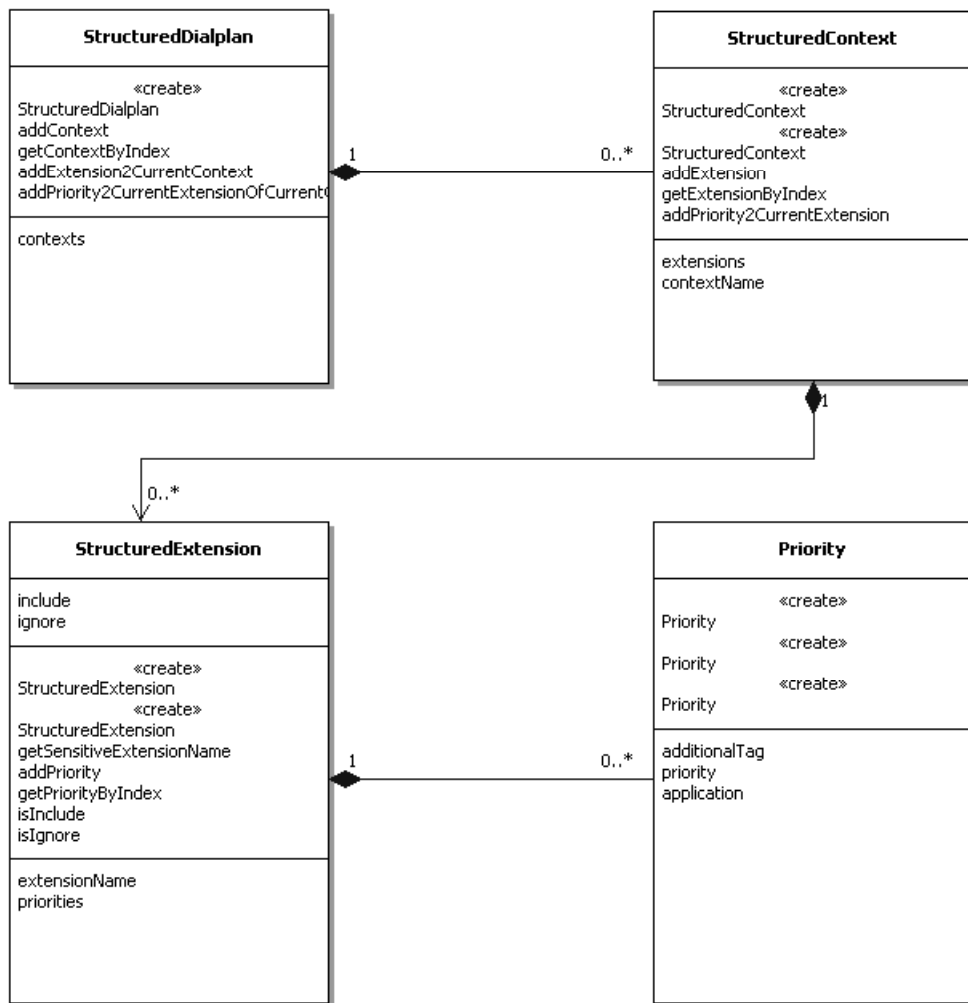 StructuredDialplan
«create»
StructuredDialplan
addContext
getContextByIndex
addExtension2CurrentContext
addPriority2CurrentExtensionOfCurrentC
contexts
1
0..*
StructuredContext
«create»
StructuredContext
«create»
StructuredContext
addExtension
getExtensionByIndex
addPriority2CurrentExtension
extensions
contextName
1
0..*
StructuredExtension
include
ignore
«create»
StructuredExtension
«create»
StructuredExtension
getSensitiveExtensionName
addPriority
getPriorityByIndex
isInclude
isIgnore
extensionName
priorities
1
0..*
Priority
«create»
Priority
«create»
Priority
«create»
Priority
additionalTag
priority
application